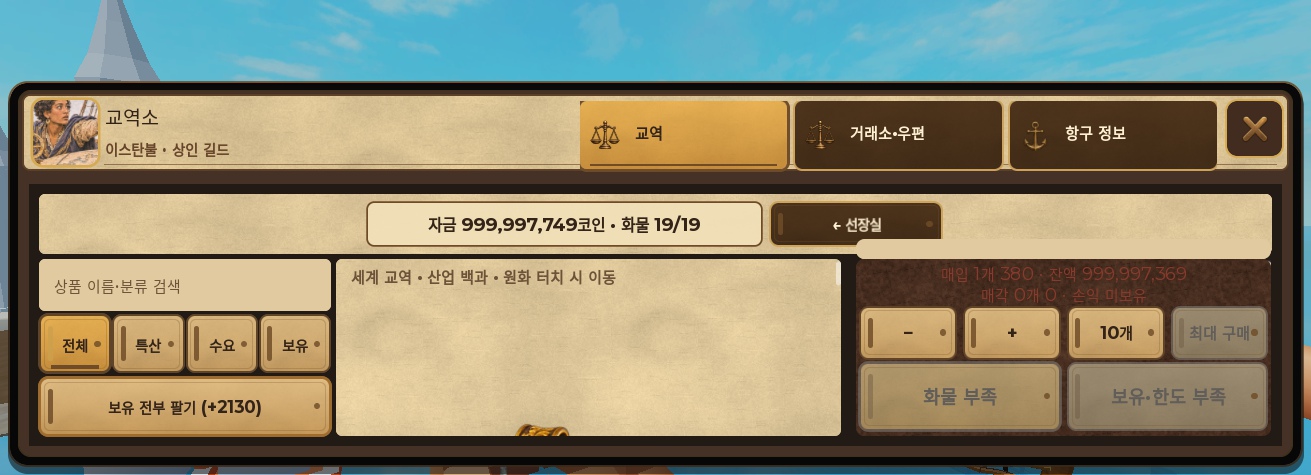 교역소
이스탄불 • 상인 길드
교역
거래소•우편
항구 정보
자금 999,997,749코인 • 화물 19/19
← 선장실
상품 이름·분류 검색
세계 교역 • 산업 백과 • 원화 터치 시 이동
매입 1개 380 · 잔액 999,997,369
매각 0개 0 · 손익 미보유
전체
특산
수요
보유
−
+
10개
최대 구매
보유 전부 팔기 (+2130)
화물 부족
보유·한도 부족